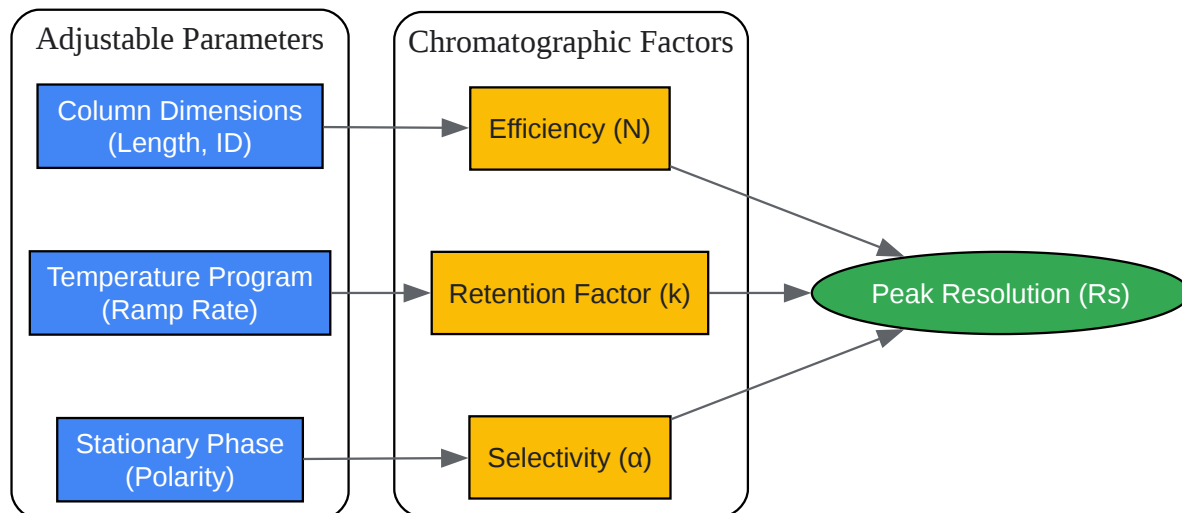 Adjustable Parameters
Chromatographic Factors
Column Dimensions
(Length, ID)
Efficiency (N)
Temperature Program
(Ramp Rate)
Retention Factor (k)
Peak Resolution (Rs)
Stationary Phase
(Polarity)
Selectivity (α)